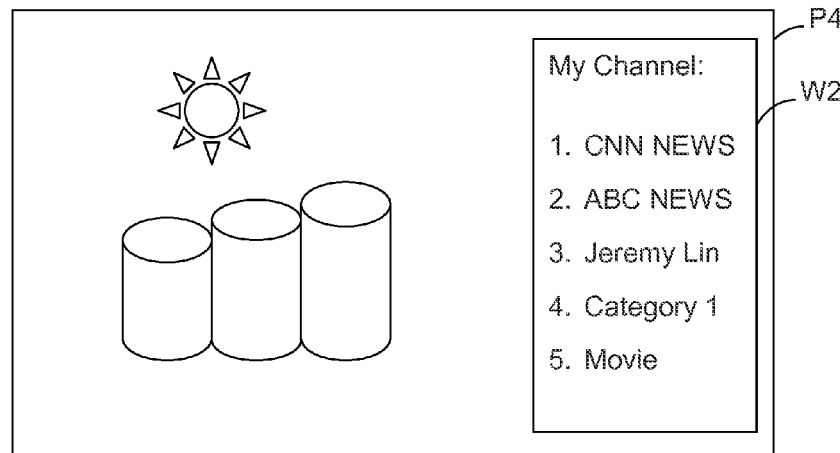 P4
My Channel:
W2
1. CNN NEWS
2. ABC NEWS
3. Jeremy Lin
4. Category 1
5. Movie